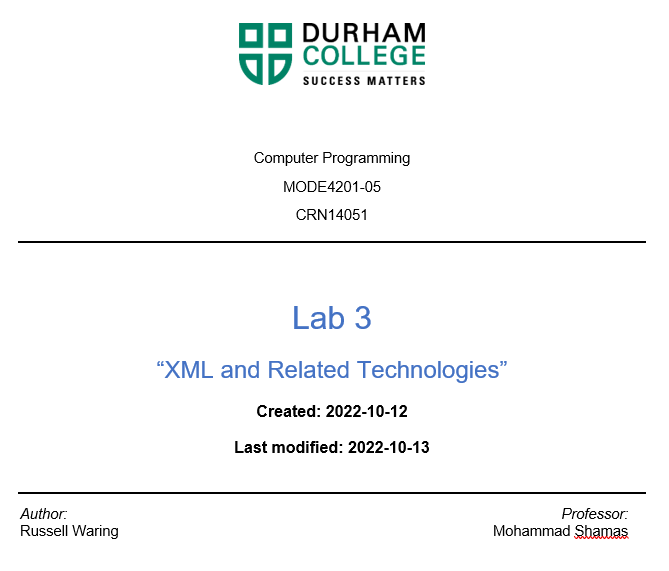 DURHAM
COLLEGE
SUCCESS MATTERS
Computer Programming
MODE4201-05
CRN14051
Lab 3
“XML and Related Technologies”
Created: 2022-10-12
Last modified: 2022-10-13
Author:
Russell Waring
Professor:
Mohammad Shamas